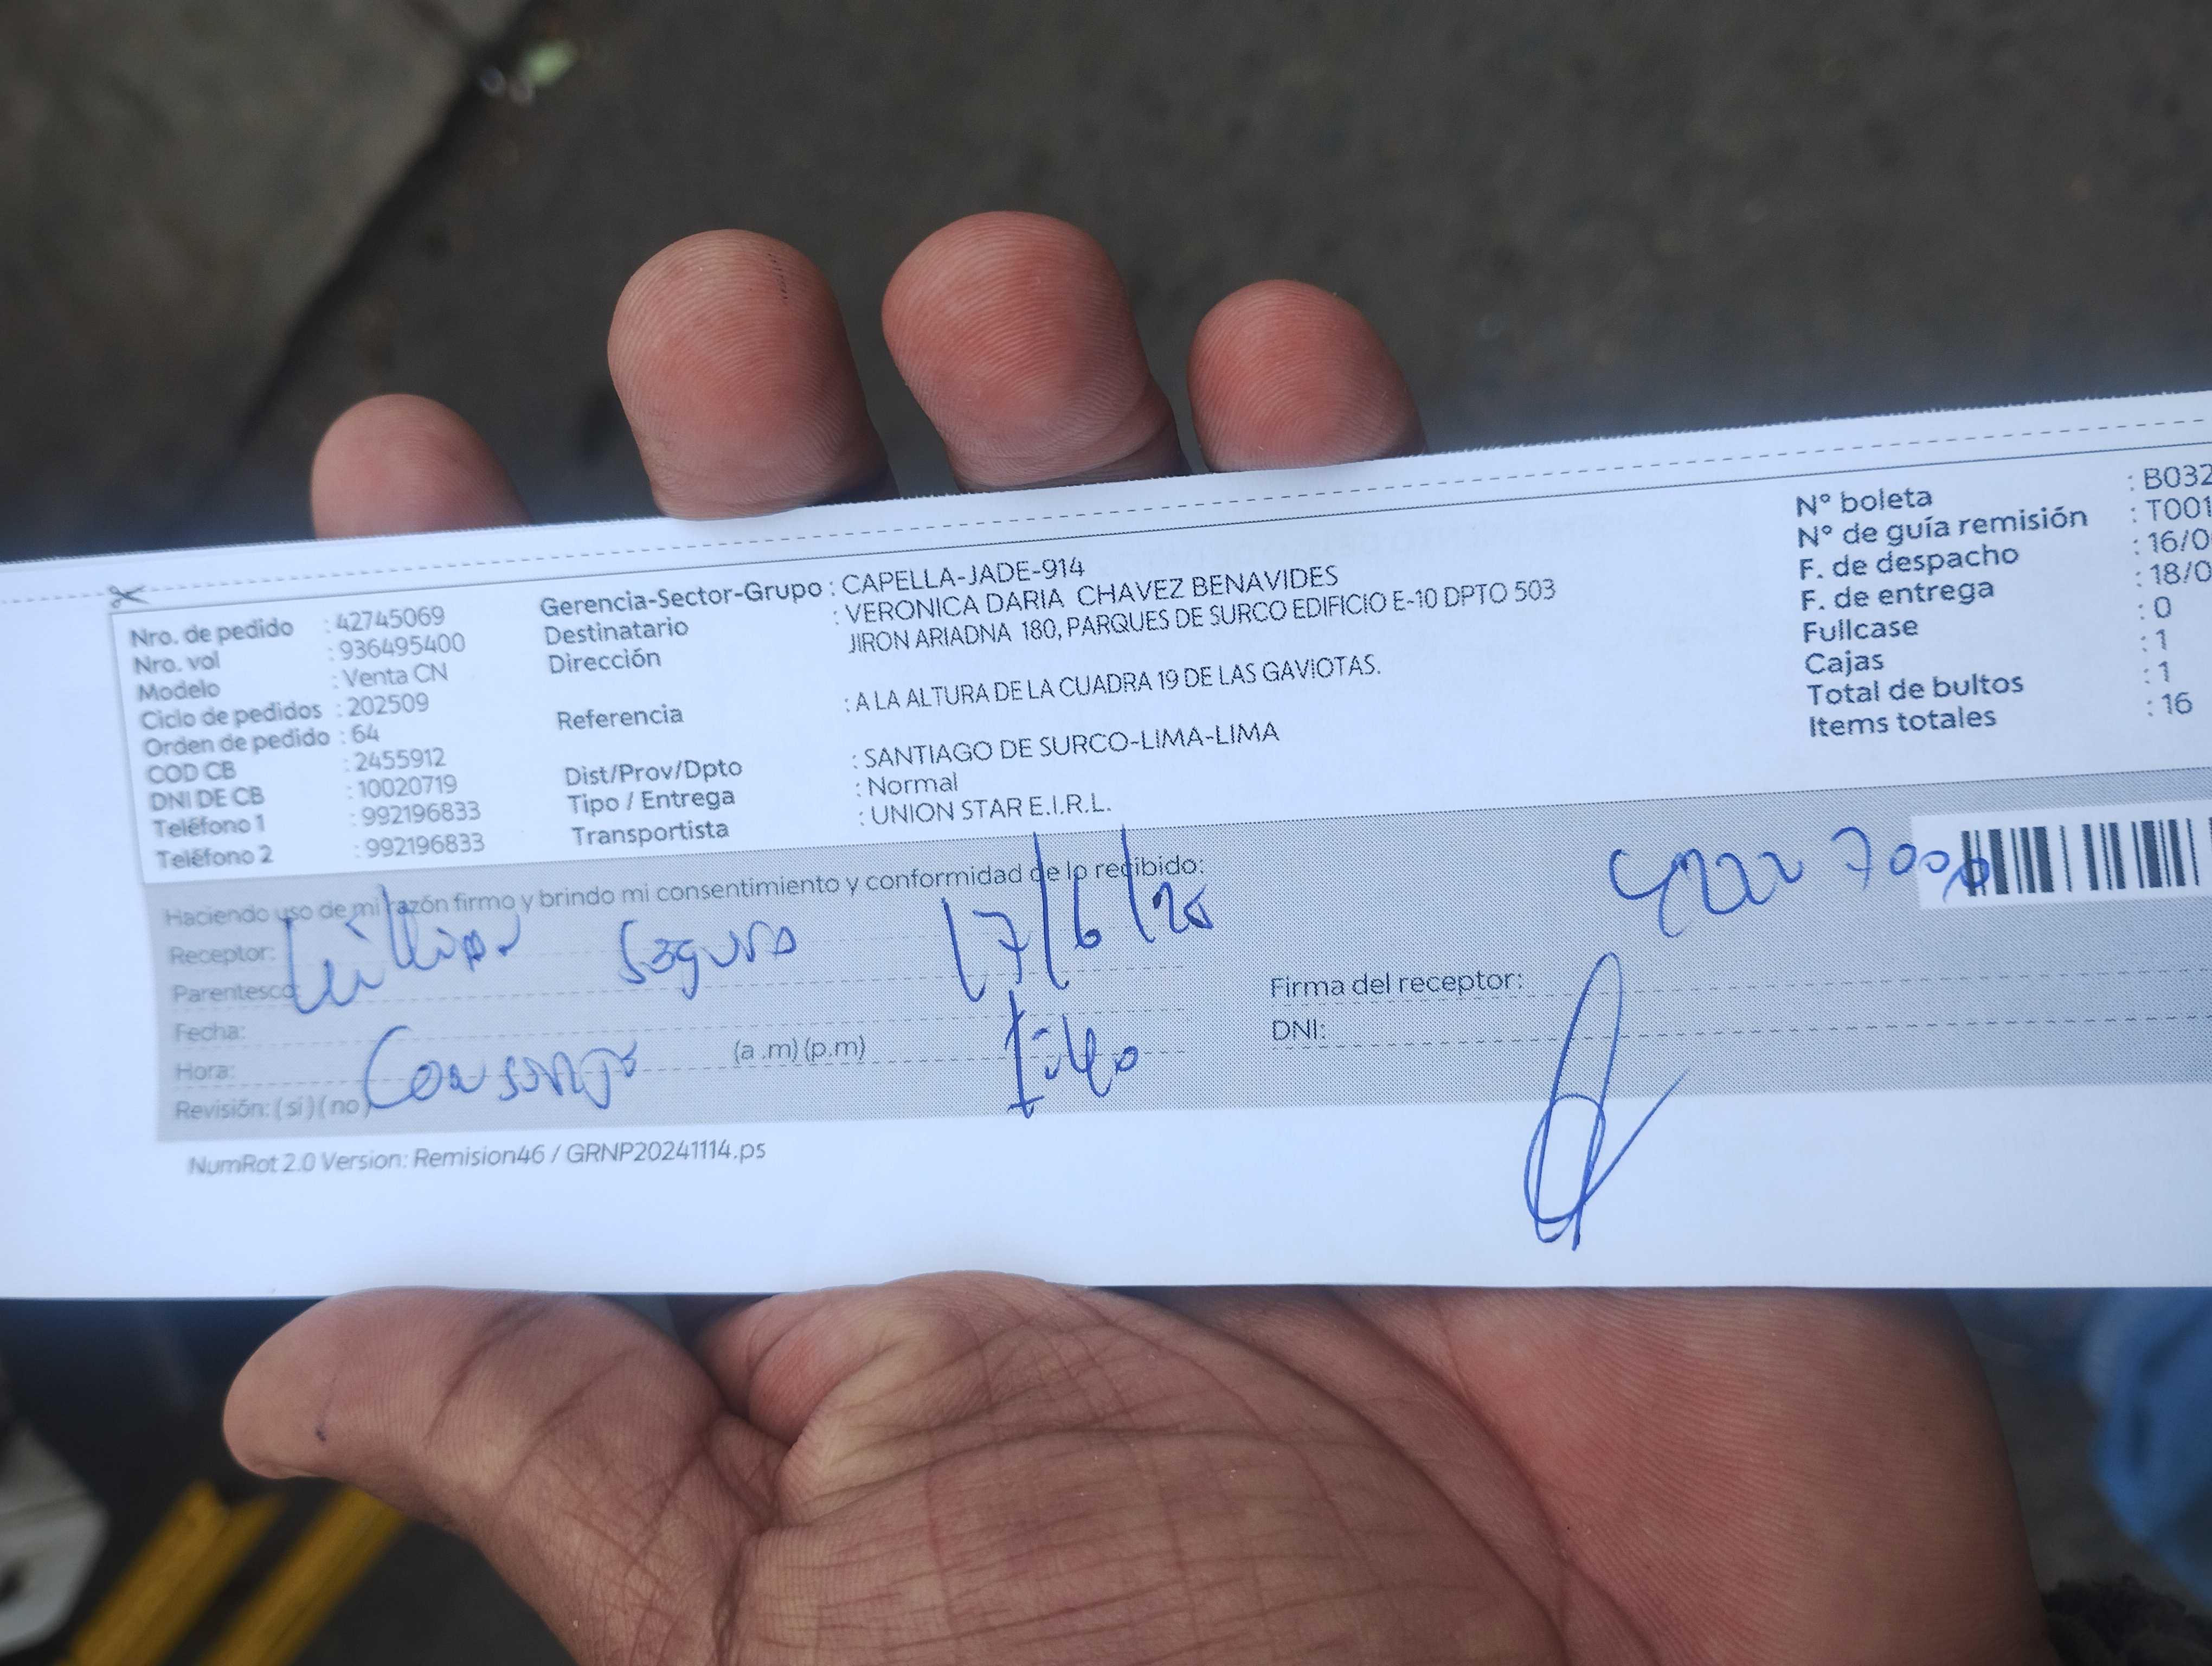 Nro. de pedido : 42745069
Nro. vol : 936495400
Modelo : Venta CN
Ciclo de pedidos : 202509
Orden de pedido : 64
COD CB : 2455912
DNI DE CB : 10020719
Teléfono 1 : 992196833
Teléfono 2 : 992196833
Gerencia-Sector-Grupo : CAPELLA-JADE-914
Destinatario : VERONICA DARIA CHAVEZ BENAVIDES
Dirección JIRON ARIADNA 180, PARQUES DE SURCO EDIFICIO E-10 DPTO 503
Referencia : A LA ALTURA DE LA CUADRA 19 DE LAS GAVIOTAS.
Dist/Prov/Dpto : SANTIAGO DE SURCO-LIMA-LIMA
Tipo / Entrega : Normal
Transportista : UNION STAR E.I.R.L.
N° boleta : B032
N° de guía remisión : T001
F. de despacho : 16/0
F. de entrega : 18/0
Fullcase : 0
Cajas : 1
Total de bultos : 1
Items totales : 16
Haciendo uso de mi razón firmo y brindo mi consentimiento y conformidad de lo recibido:
Receptor:
Parentesco:
Segura 17/6/25
Fecha:
Hora: (a .m) (p.m)
Revisión: ( si ) ( no )
Firma del receptor:
DNI:
NumRot 2.0 Version: Remision46 / GRNP20241114.ps